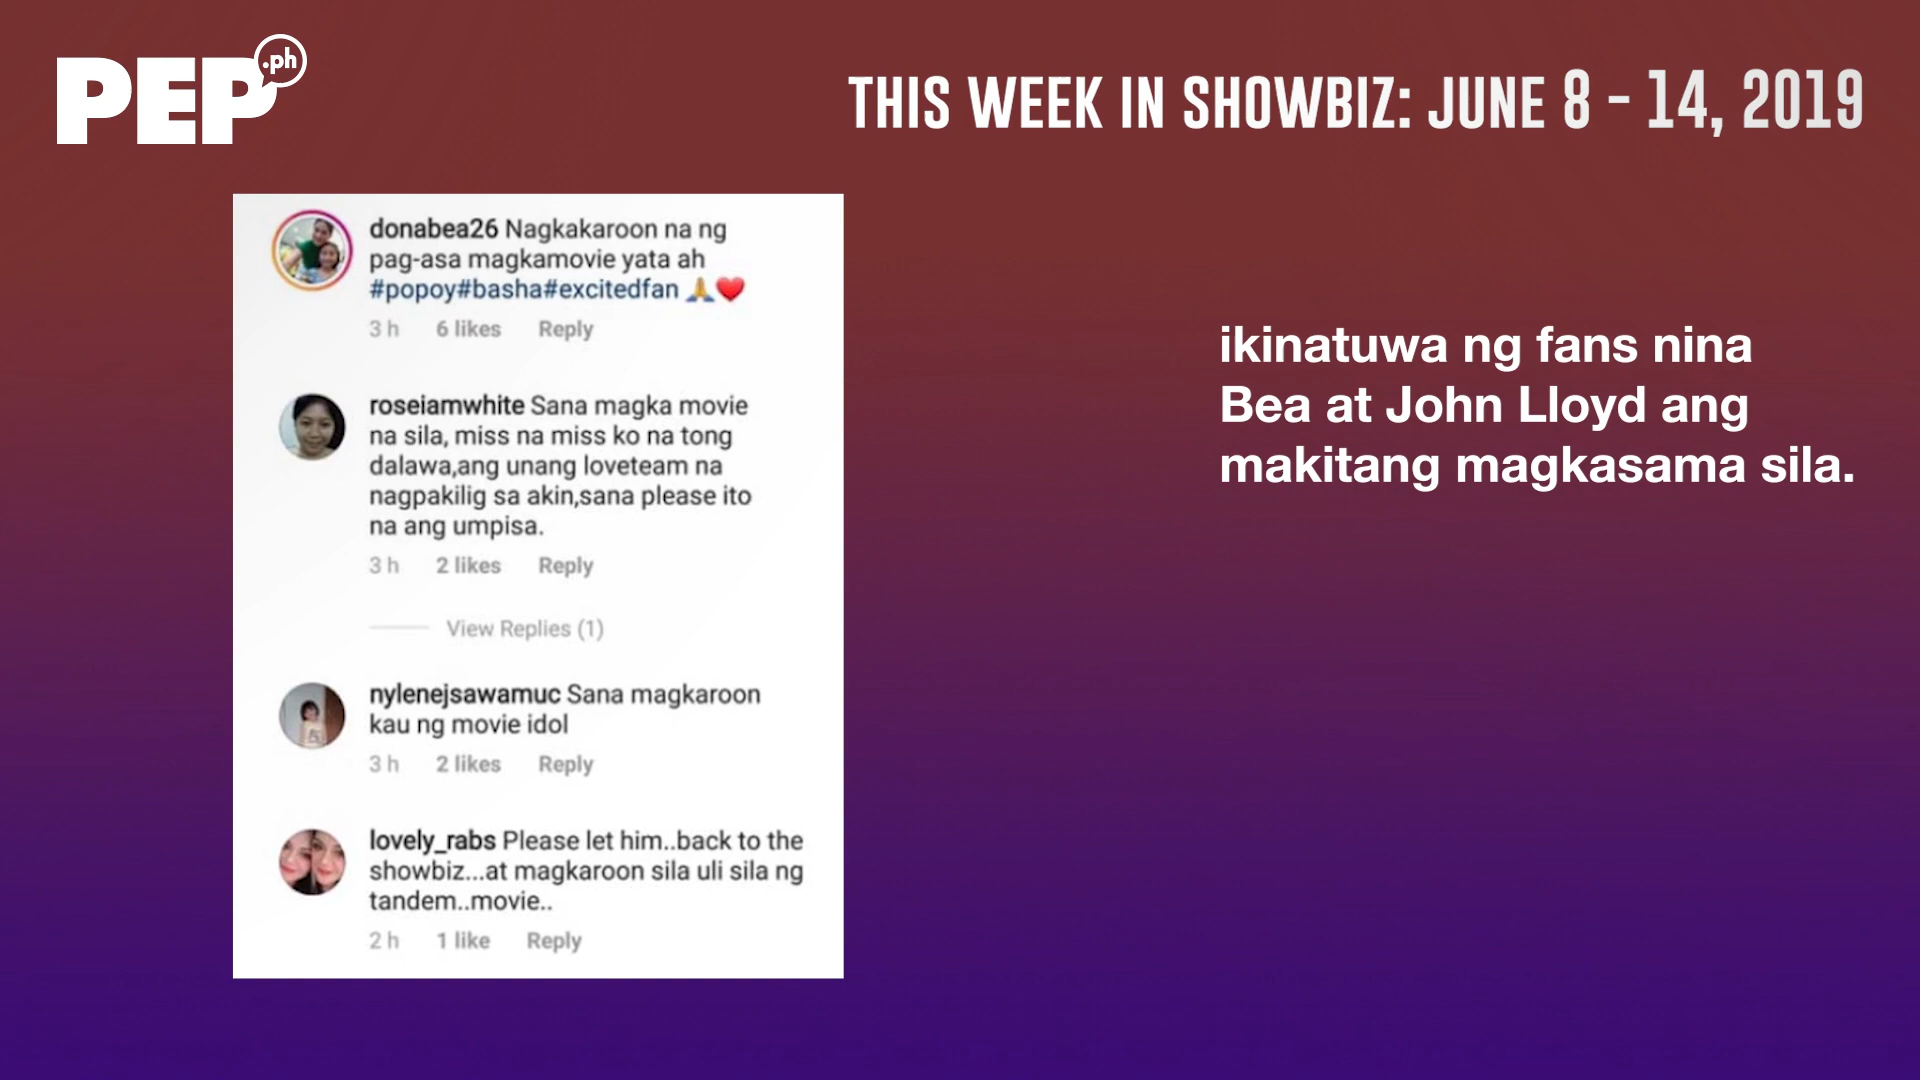 PEP.ph
THIS WEEK IN SHOWBIZ: JUNE 8 - 14, 2019
donabea26 Nagkakaroon na ng
pag-asa magkamovie yata ah
#popoy#basha#excitedfan 🙏❤️
3 h 6 likes Reply
roseiamwhite Sana magka movie
na sila, miss na miss ko na tong
dalawa,ang unang loveteam na
nagpakilig sa akin,sana please ito
na ang umpisa.
3 h 2 likes Reply
View Replies (1)
nylenejsawamuc Sana magkaroon
kau ng movie idol
3 h 2 likes Reply
lovely_rabs Please let him..back to the
showbiz...at magkaroon sila uli sila ng
tandem..movie..
2 h 1 like Reply
ikinatuwa ng fans nina
Bea at John Lloyd ang
makitang magkasama sila.